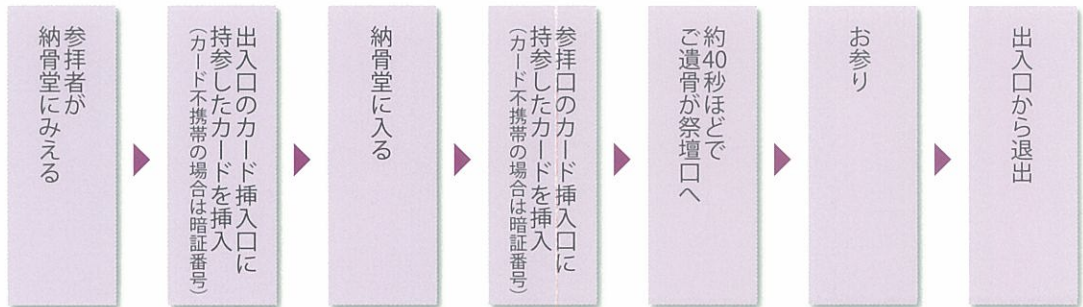 参拝者が
納骨堂にみえる
出入口のカード挿入口に
持参したカードを挿入
（カード不携帯の場合は暗証番号）
納骨堂に入る
参拝口のカード挿入口に
持参したカードを挿入
（カード不携帯の場合は暗証番号）
約40秒ほどで
ご遺骨が祭壇口へ
お参り
出入口から退出